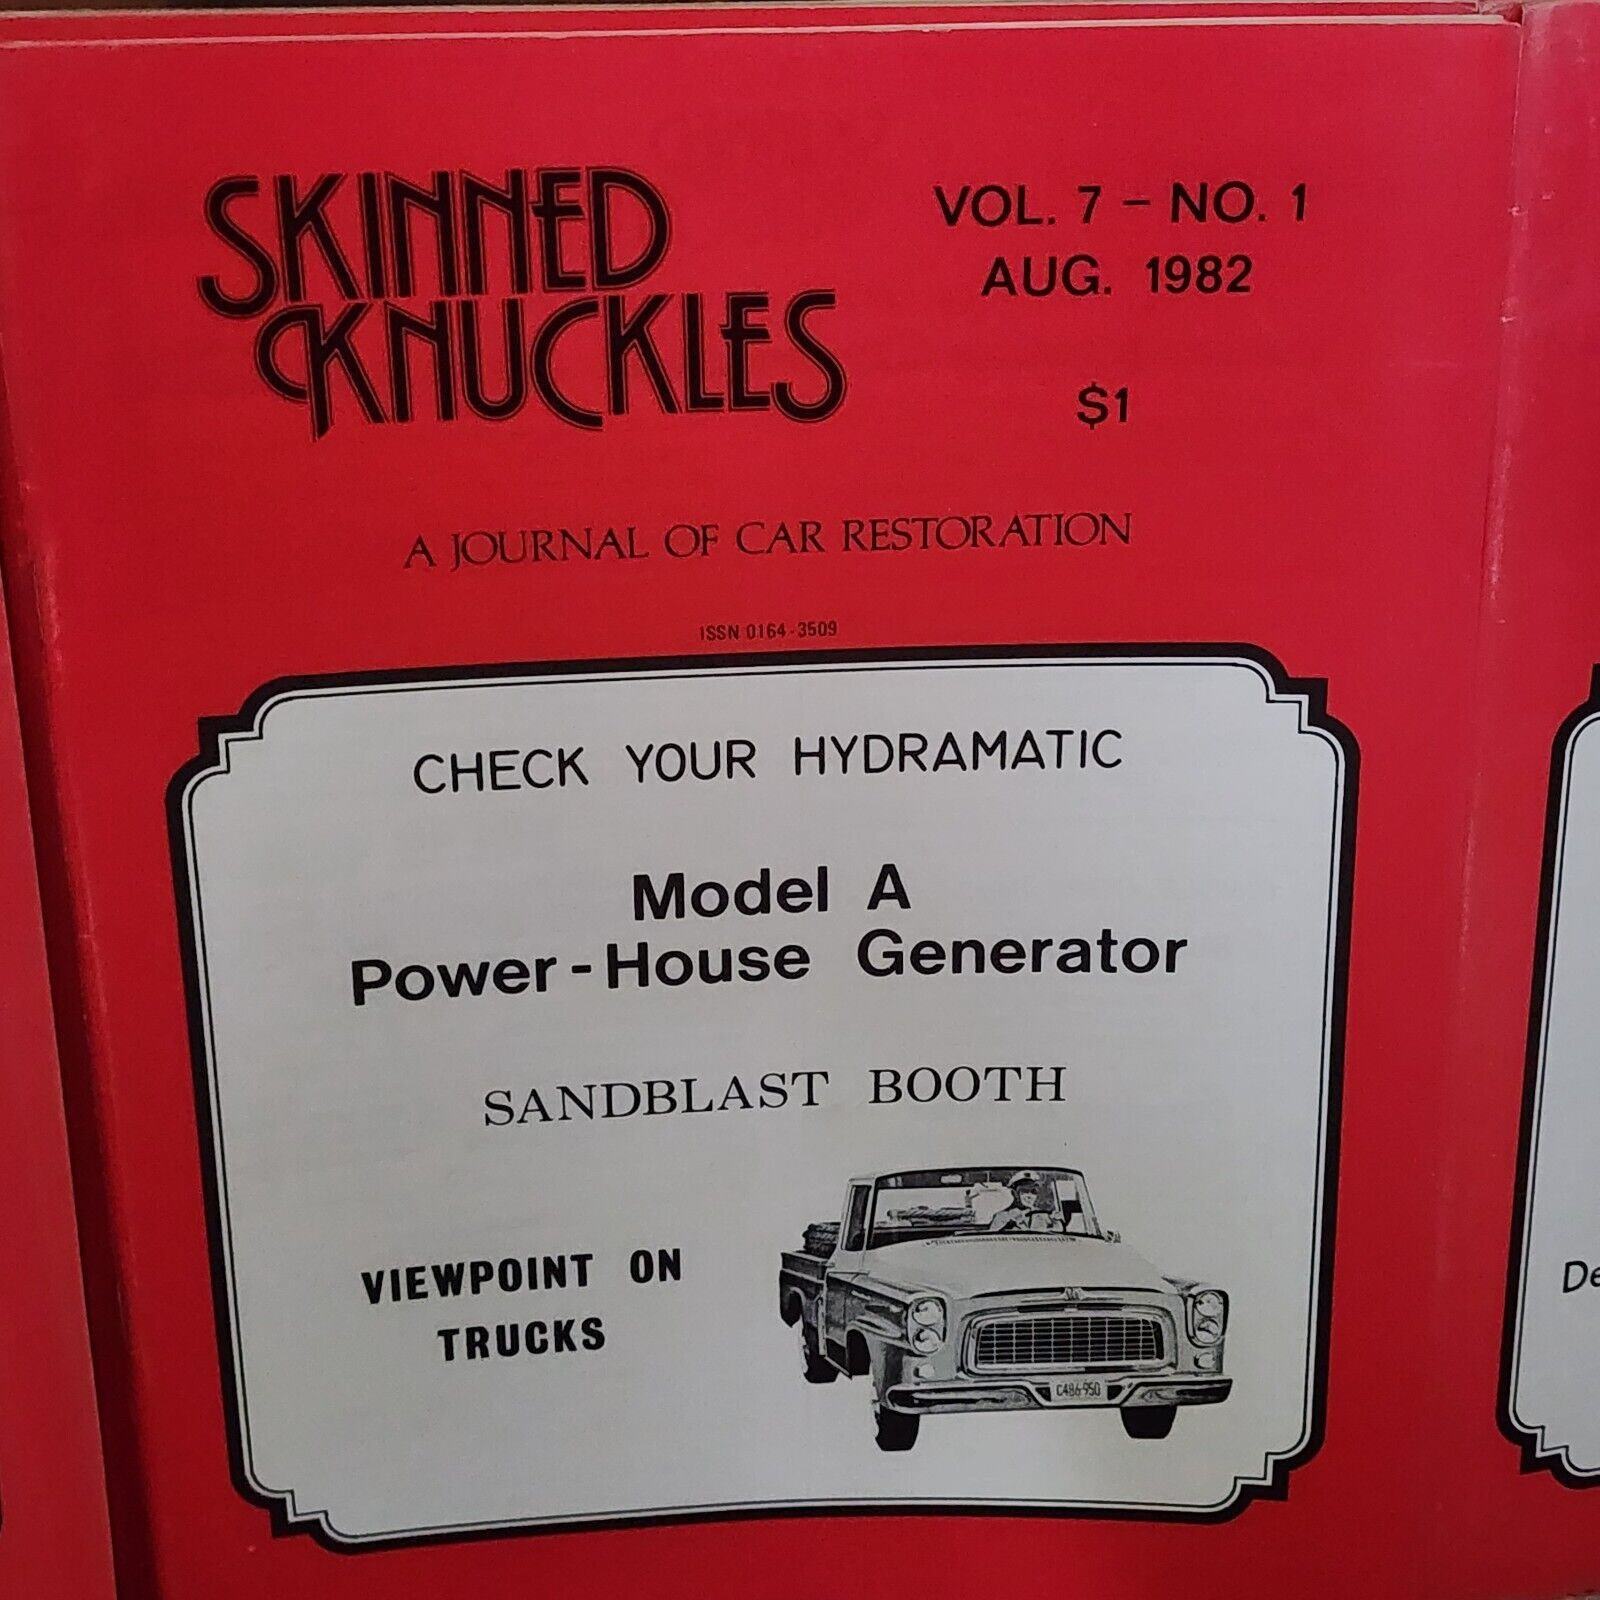 SKINNED
KNUCKLES
VOL. 7 - NO. 1
AUG. 1982
$1
A JOURNAL OF CAR RESTORATION
ISSN 0164-3509
CHECK YOUR HYDRAMATIC
Model A
Power-House Generator
SANDBLAST BOOTH
VIEWPOINT ON
TRUCKS
C486 950